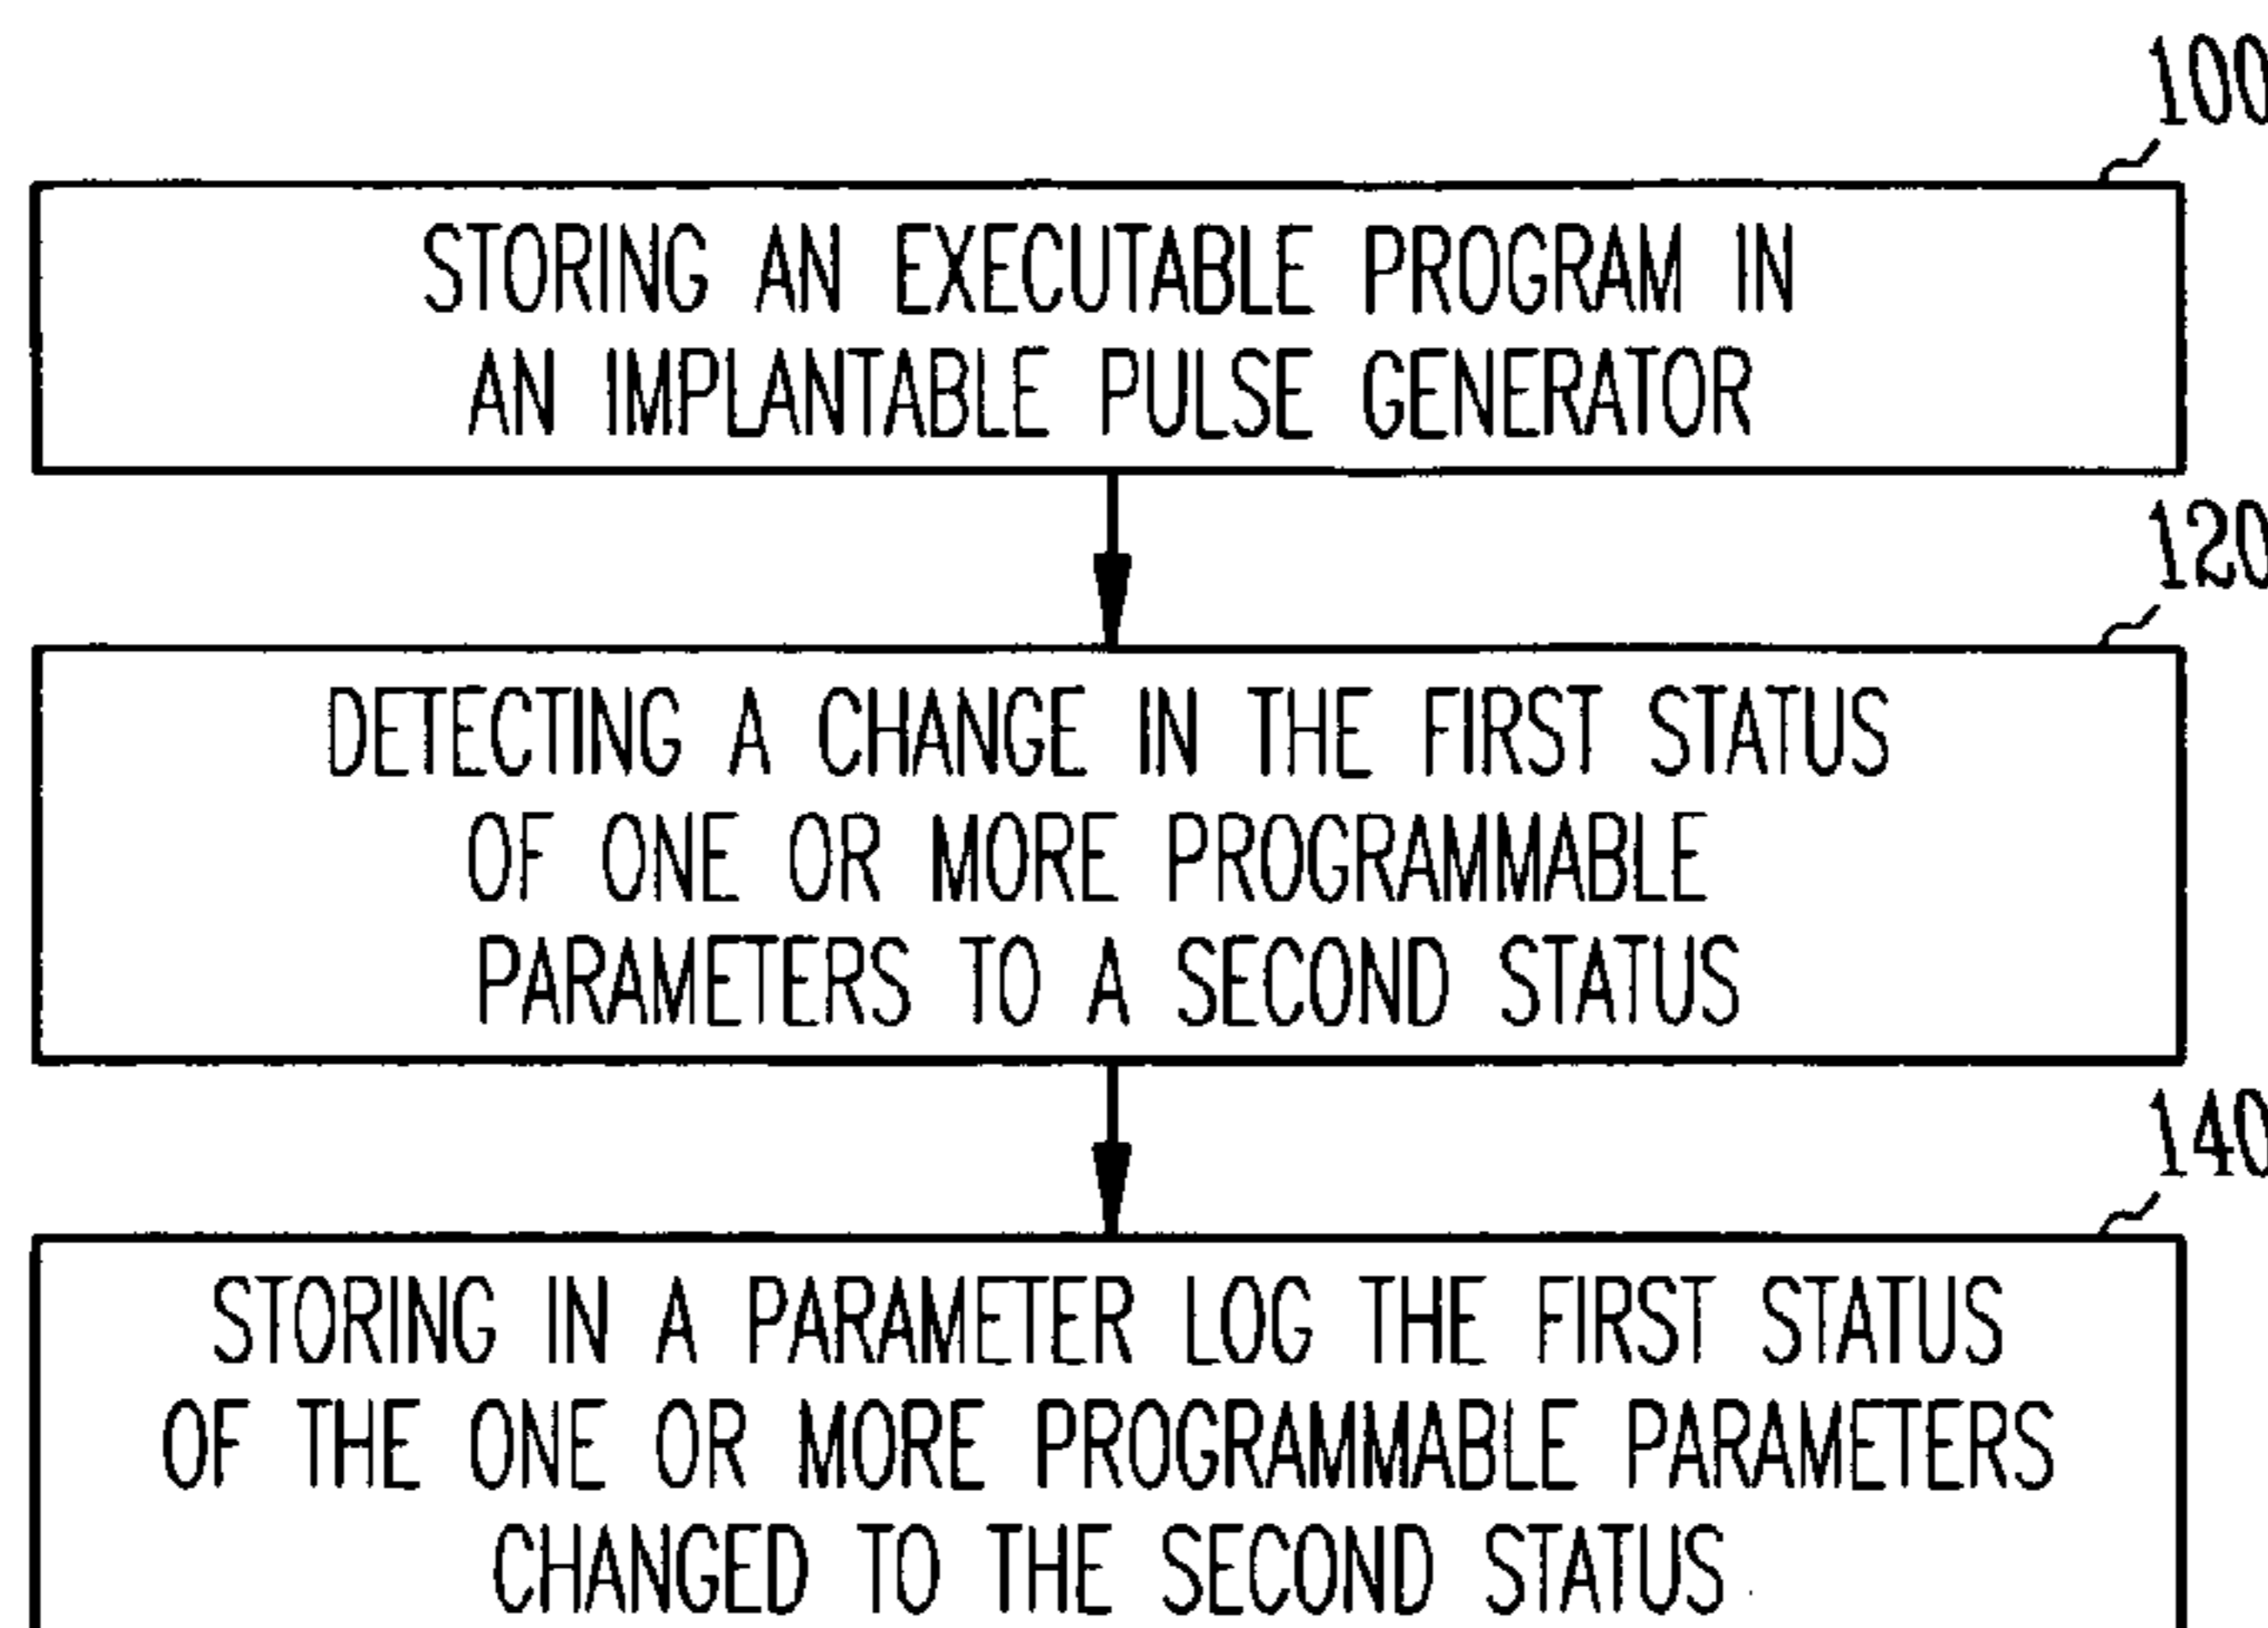 100
STORING AN EXECUTABLE PROGRAM IN
AN IMPLANTABLE PULSE GENERATOR
120
DETECTING A CHANGE IN THE FIRST STATUS
OF ONE OR MORE PROGRAMMABLE
PARAMETERS TO A SECOND STATUS
140
STORING IN A PARAMETER LOG THE FIRST STATUS
OF THE ONE OR MORE PROGRAMMABLE PARAMETERS
CHANGED TO THE SECOND STATUS